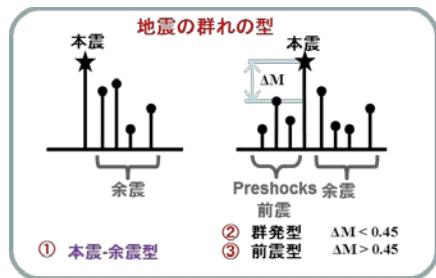 地震の群れの型
本震
本震
ΔM
余震
Preshocks 余震
前震
① 本震-余震型
② 群発型 ΔM < 0.45
③ 前震型 ΔM > 0.45